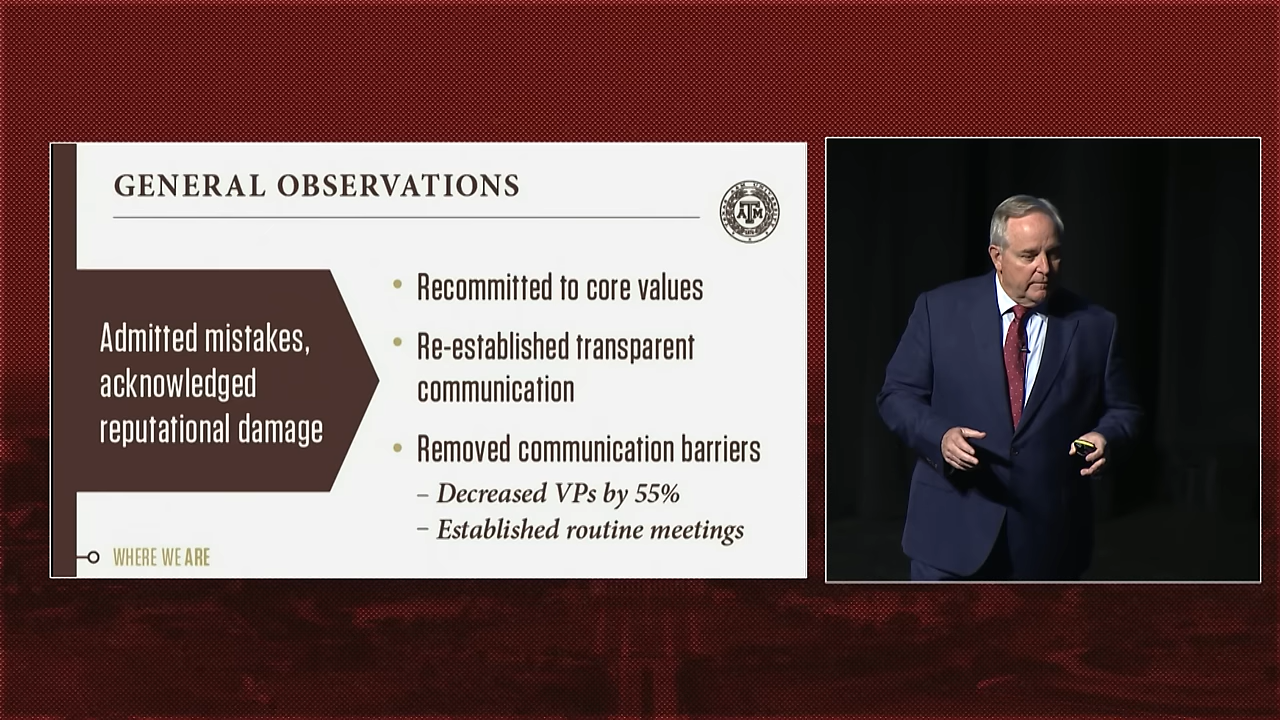 GENERAL OBSERVATIONS
ATM
Admitted mistakes,
acknowledged
reputational damage
• Recommitted to core values
• Re-established transparent
communication
• Removed communication barriers
– Decreased VPs by 55%
– Established routine meetings
WHERE WE ARE